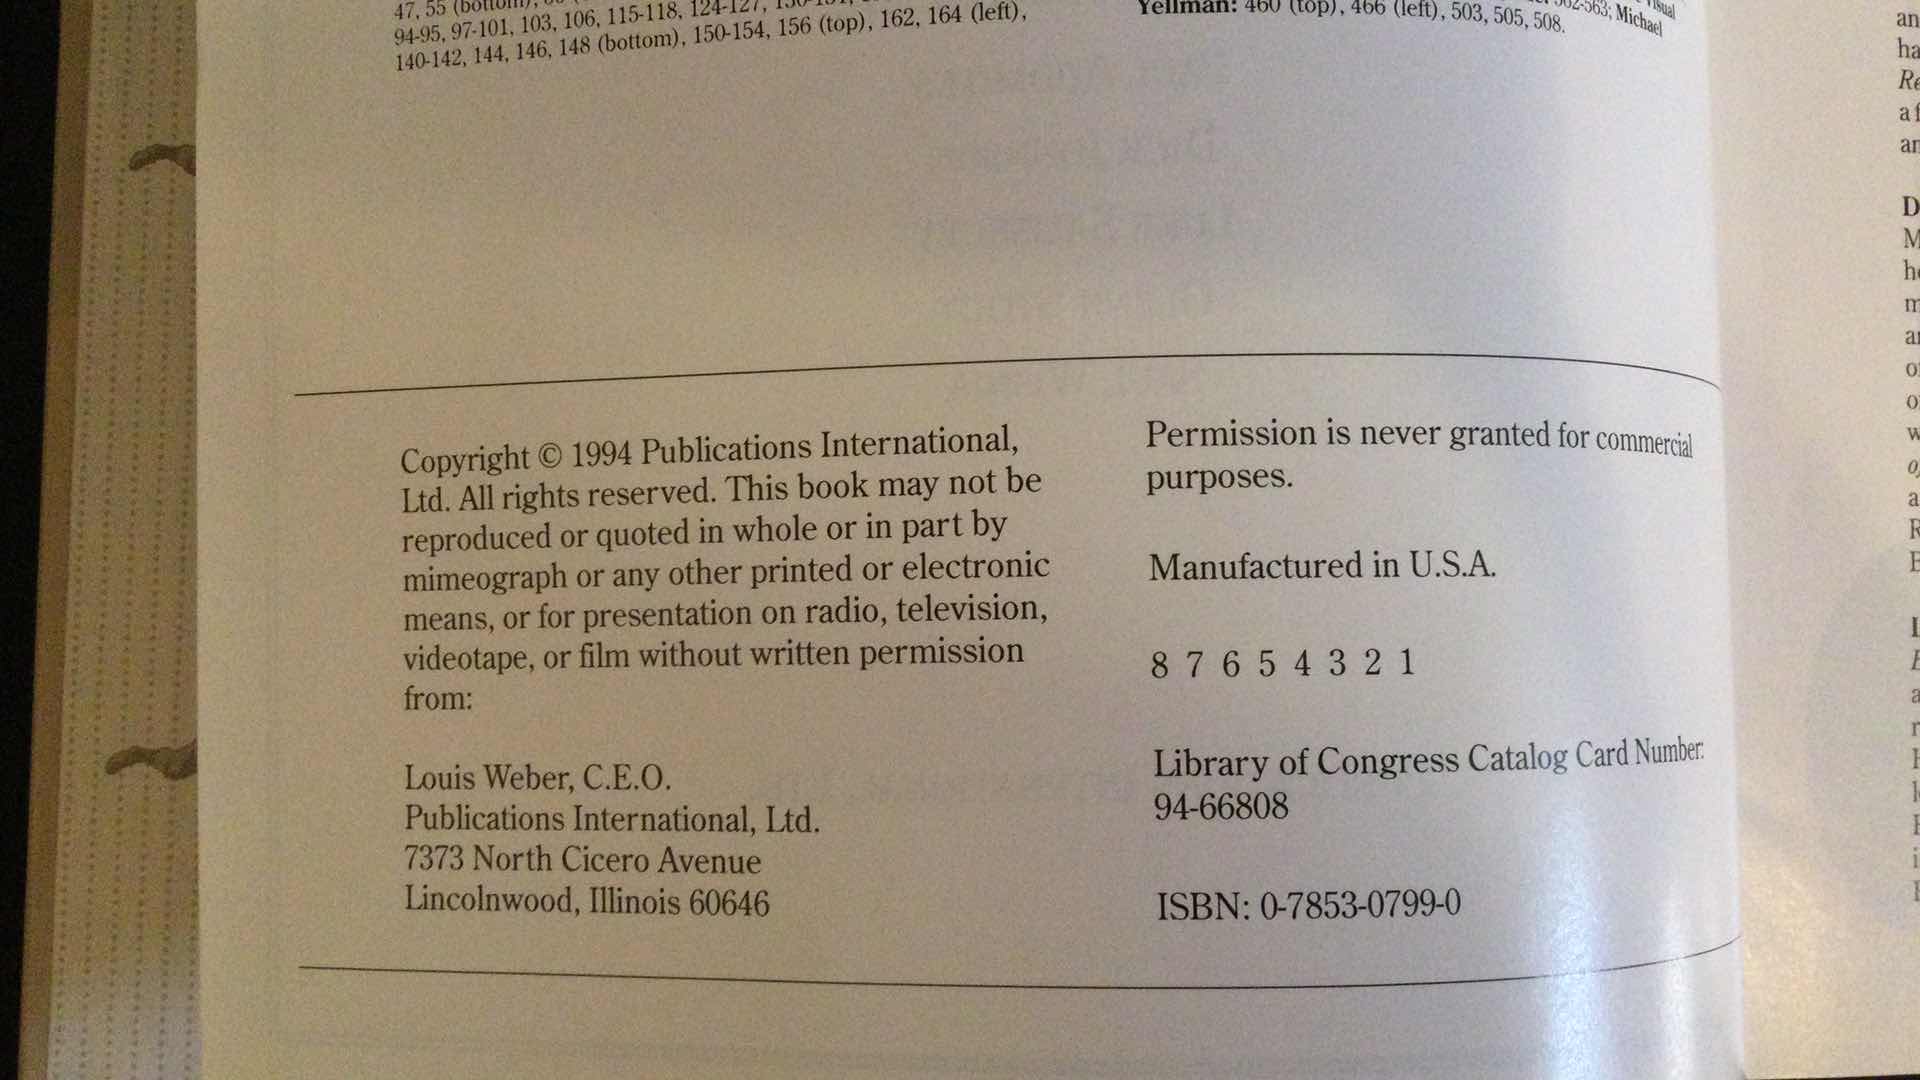 47, 55 (bottom),
94-95, 97-101, 103, 106, 115-118, 124-127,
140-142, 144, 146, 148 (bottom), 150-154, 156 (top), 162, 164 (left),
562-563; Michael
Yellman: 460 (top), 466 (left), 503, 505, 508.
Copyright © 1994 Publications International,
Ltd. All rights reserved. This book may not be
reproduced or quoted in whole or in part by
mimeograph or any other printed or electronic
means, or for presentation on radio, television,
videotape, or film without written permission
from:
Louis Weber, C.E.O.
Publications International, Ltd.
7373 North Cicero Avenue
Lincolnwood, Illinois 60646
Permission is never granted for commercial
purposes.
Manufactured in U.S.A.
8 7 6 5 4 3 2 1
Library of Congress Catalog Card Number:
94-66808
ISBN: 0-7853-0799-0